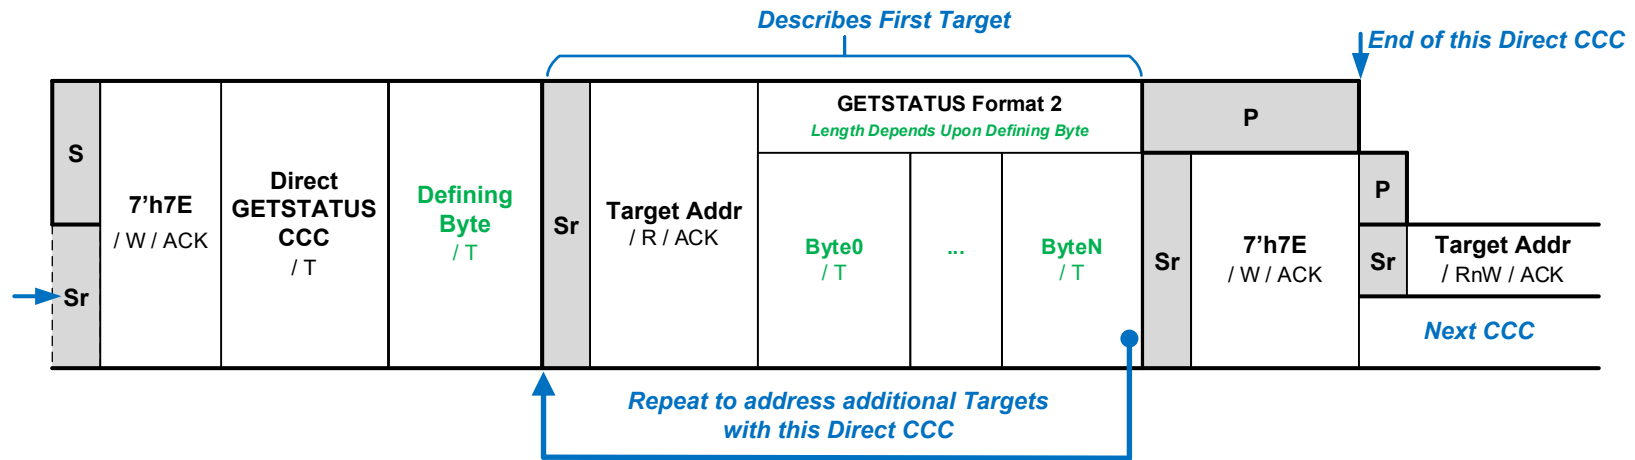 Describes First Target
End of this Direct CCC
S
Sr
7’h7E
/ W / ACK
Direct
GETSTATUS
CCC
/ T
Defining
Byte
/ T
Sr
Target Addr
/ R / ACK
GETSTATUS Format 2
Length Depends Upon Defining Byte
Byte0
/ T
...
ByteN
/ T
P
Sr
7’h7E
/ W / ACK
P
Sr
Target Addr
/ RnW / ACK
Next CCC
Repeat to address additional Targets
with this Direct CCC